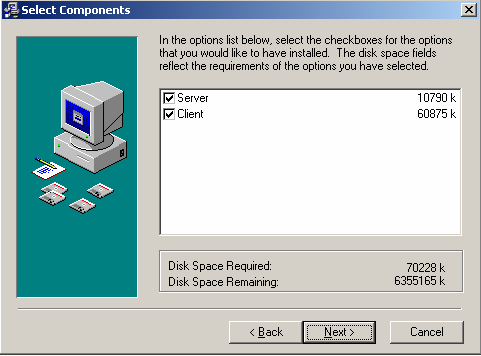 Select Components
In the options list below, select the checkboxes for the options
that you would like to have installed. The disk space fields
reflect the requirements of the options you have selected.
Server 10790 k
Client 60875 k
Disk Space Required: 70228 k
Disk Space Remaining: 6355165 k
< Back Next > Cancel